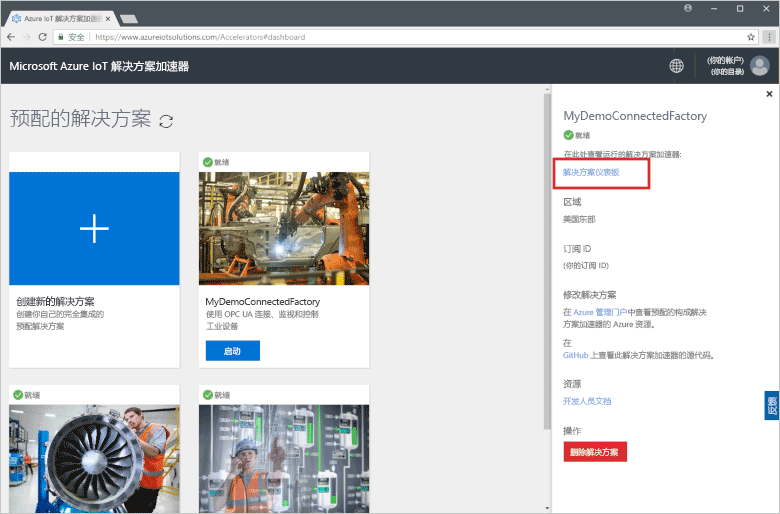 Azure IoT 解决方案加速器
安全
https://www.azureiotsolutions.com/Accelerators#dashboard
Microsoft Azure IoT 解决方案加速器
(你的帐户)
(你的目录)
预配的解决方案
创建新的解决方案
创建你自己的完全集成的
预配解决方案
就绪
MyDemoConnectedFactory
使用 OPC UA 连接、监视和控制
工业设备
启动
就绪
就绪
MyDemoConnectedFactory
就绪
在此处查看运行的解决方案加速器:
解决方案仪表板
区域
美国东部
订阅 ID
(你的订阅 ID)
修改解决方案
在 Azure 管理门户中查看预配的构成解决
方案加速器的 Azure 资源。
在
GitHub 上查看此解决方案加速器的源代码。
资源
开发人员文档
操作
删除解决方案
反馈